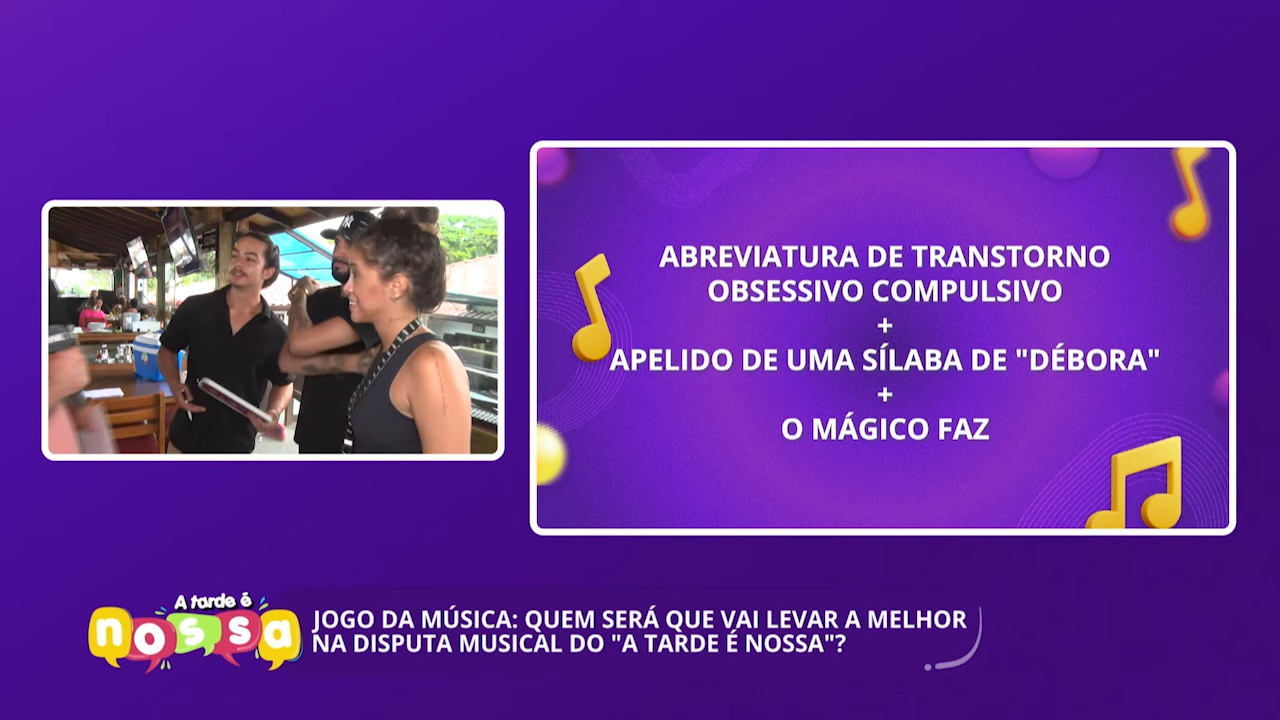 ABREVIATURA DE TRANSTORNO
OBSESSIVO COMPULSIVO
+
APELIDO DE UMA SÍLABA DE "DÉBORA"
+
O MÁGICO FAZ
A tarde é
nossa
JOGO DA MÚSICA: QUEM SERÁ QUE VAI LEVAR A MELHOR
NA DISPUTA MUSICAL DO "A TARDE É NOSSA"?